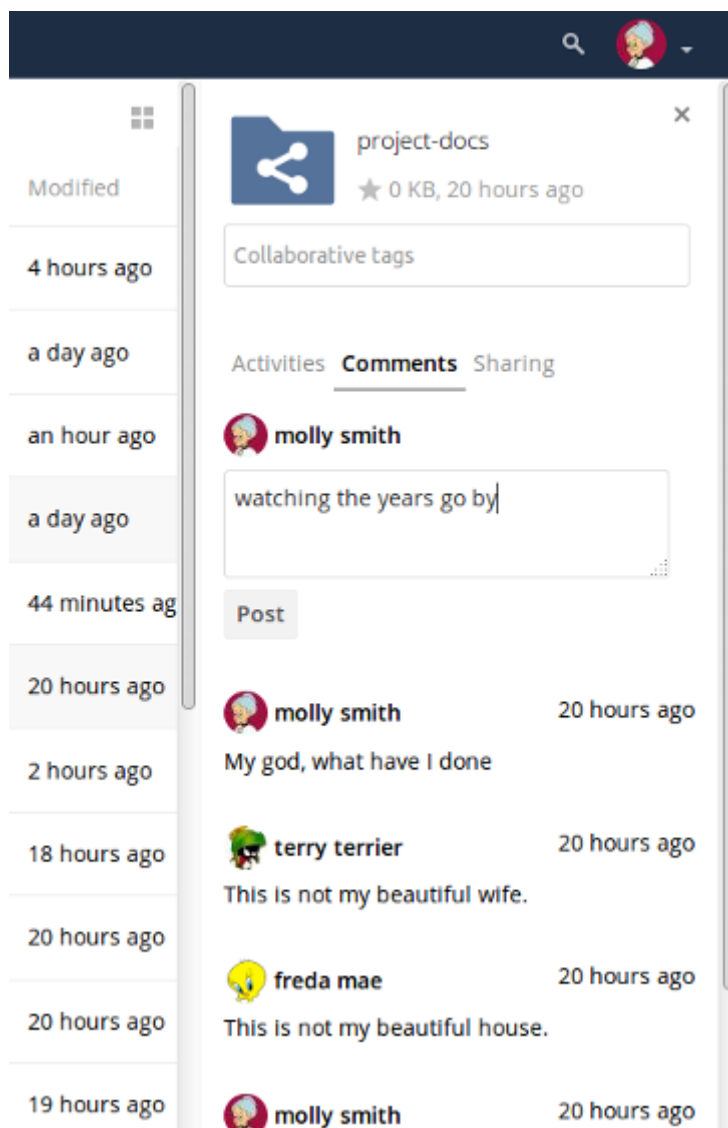 Modified
4 hours ago
a day ago
an hour ago
a day ago
44 minutes ag
20 hours ago
2 hours ago
18 hours ago
20 hours ago
20 hours ago
19 hours ago
project-docs
0 KB, 20 hours ago
Collaborative tags
Activities Comments Sharing
molly smith
watching the years go by
Post
molly smith 20 hours ago
My god, what have I done
terry terrier 20 hours ago
This is not my beautiful wife.
freda mae 20 hours ago
This is not my beautiful house.
molly smith 20 hours ago